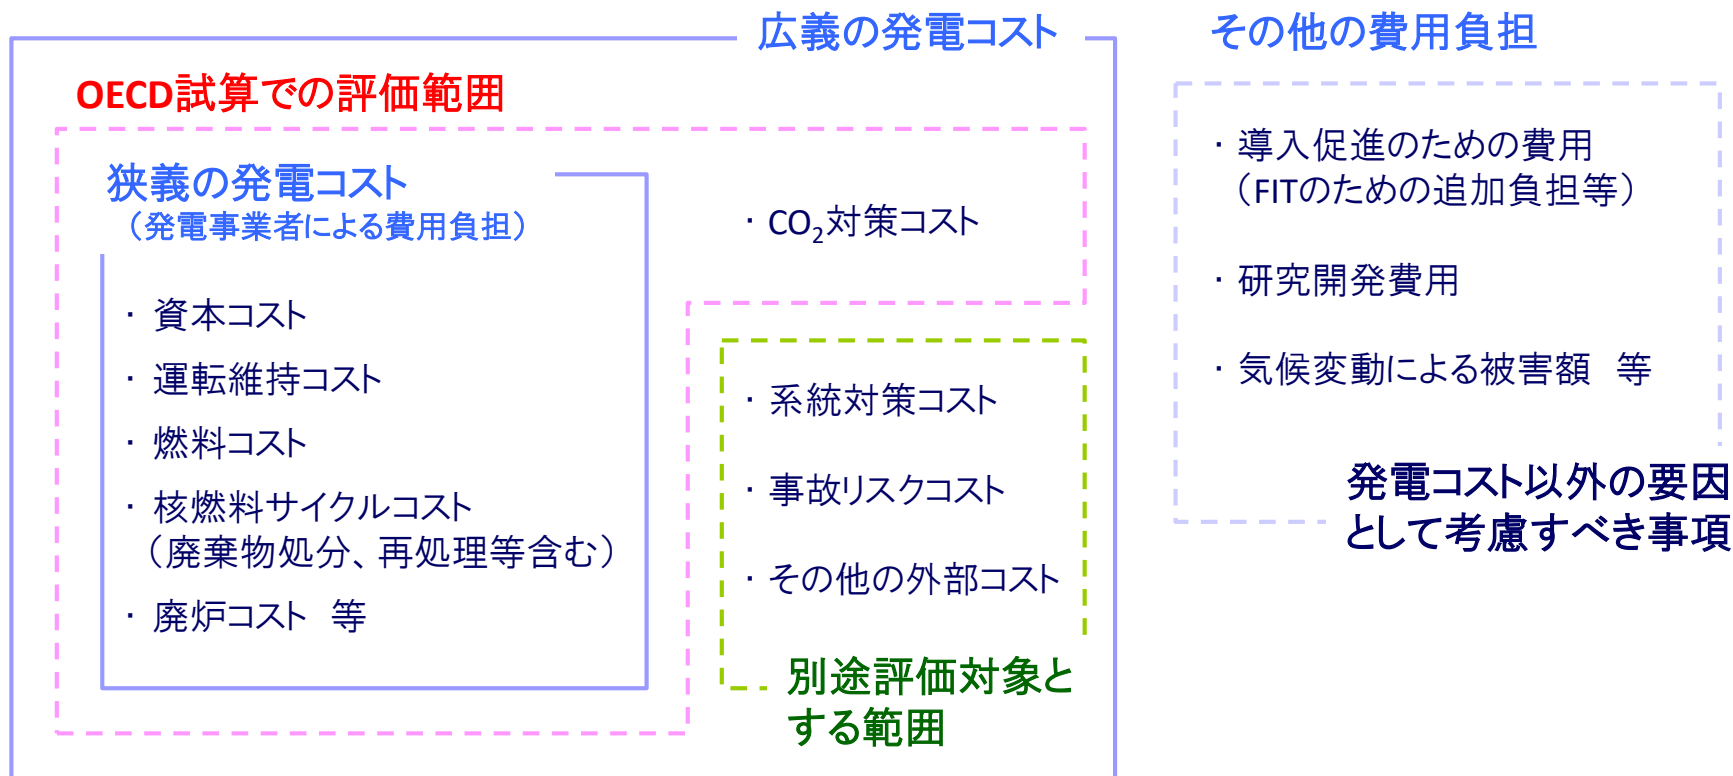 広義の発電コスト
その他の費用負担
OECD試算での評価範囲
狭義の発電コスト
（発電事業者による費用負担）
・資本コスト
・運転維持コスト
・燃料コスト
・核燃料サイクルコスト
（廃棄物処分、再処理等含む）
・廃炉コスト　等
・CO₂対策コスト
・系統対策コスト
・事故リスクコスト
・その他の外部コスト
別途評価対象と
する範囲
・導入促進のための費用
（FITのための追加負担等）
・研究開発費用
・気候変動による被害額　等
発電コスト以外の要因
として考慮すべき事項